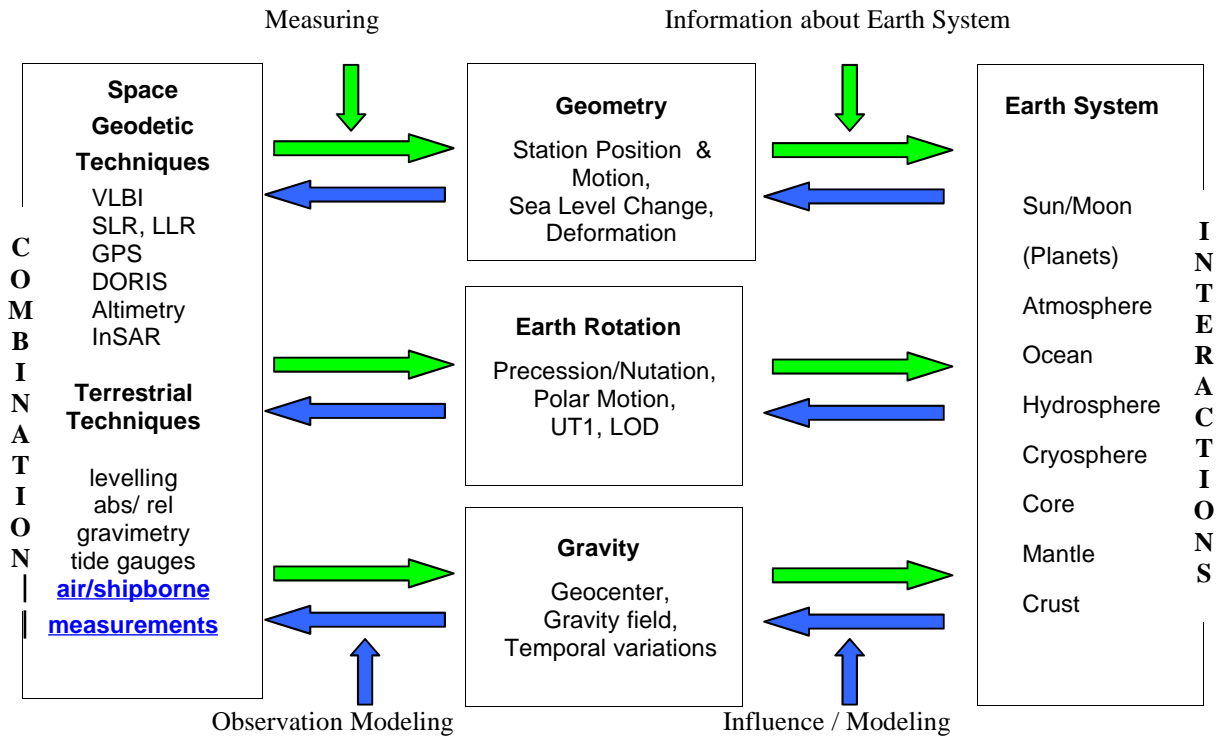 Measuring
Information about Earth System
COMBINATION
Space
Geodetic
Techniques
VLBI
SLR, LLR
GPS
DORIS
Altimetry
InSAR
Terrestrial
Techniques
levelling
abs/ rel
gravimetry
tide gauges
air/shipborne
measurements
Geometry
Station Position & 
Motion,
Sea Level Change,
Deformation
Earth Rotation
Precession/Nutation,
Polar Motion,
UT1, LOD
Gravity
Geocenter,
Gravity field,
Temporal variations
Earth System
Sun/Moon
(Planets)
Atmosphere
Ocean
Hydrosphere
Cryosphere
Core
Mantle
Crust
INTERACTIONS
Observation Modeling
Influence / Modeling